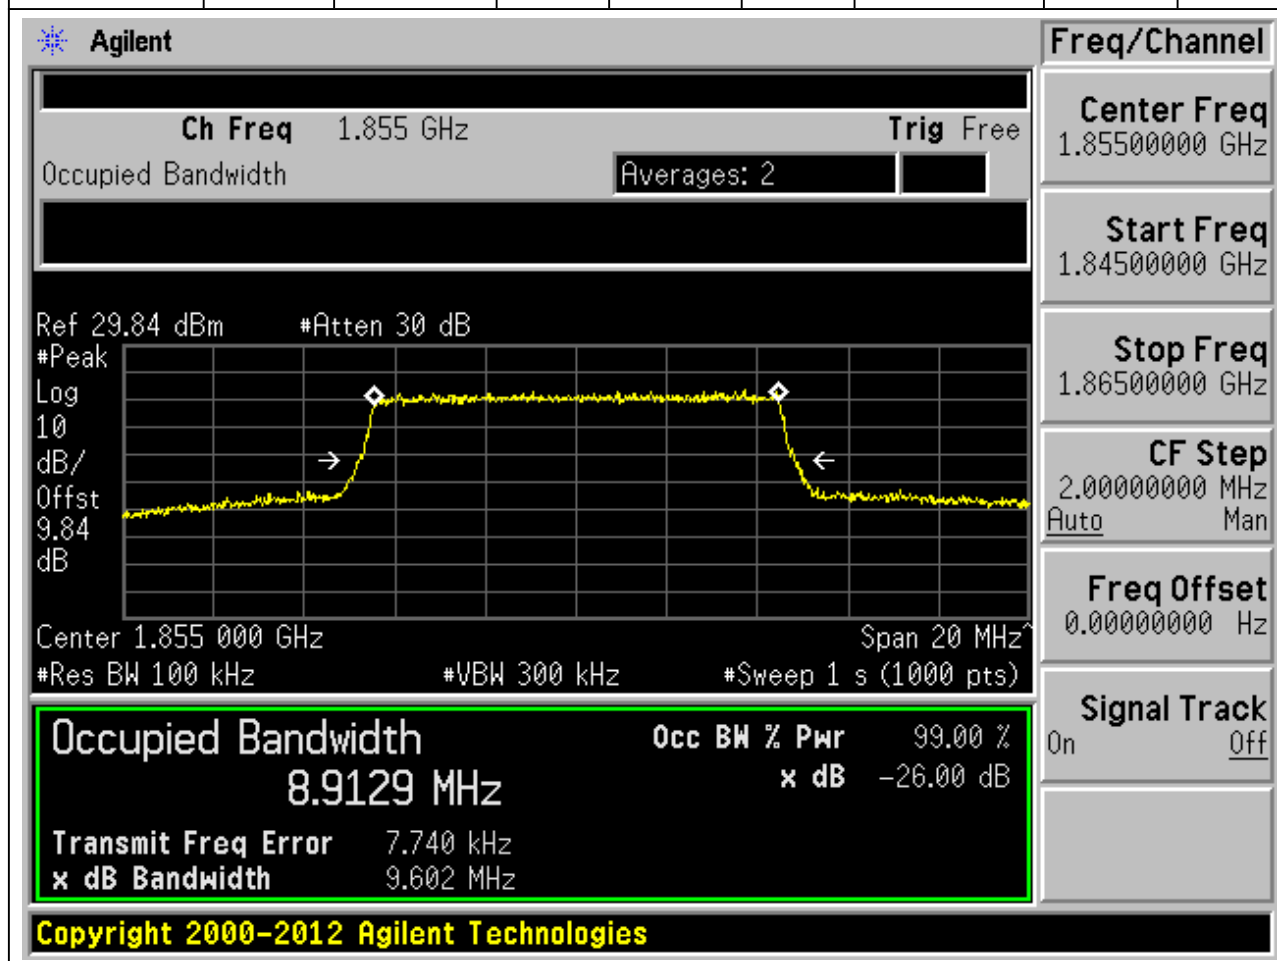 Agilent
Freq/Channel
Ch Freq 1.855 GHz Trig Free
Occupied Bandwidth Averages: 2
Center Freq
1.85500000 GHz
Start Freq
1.84500000 GHz
Stop Freq
1.86500000 GHz
CF Step
2.00000000 MHz
Auto Man
Freq Offset
0.00000000 Hz
Signal Track
On Off
Ref 29.84 dBm #Atten 30 dB
#Peak
Log
10
dB/
Offst
9.84
dB
Center 1.855 000 GHz Span 20 MHz^
#Res BW 100 kHz #VBW 300 kHz #Sweep 1 s (1000 pts)
Occupied Bandwidth Occ BW % Pwr 99.00 %
8.9129 MHz x dB -26.00 dB
Transmit Freq Error 7.740 kHz
x dB Bandwidth 9.602 MHz
Copyright 2000-2012 Agilent Technologies